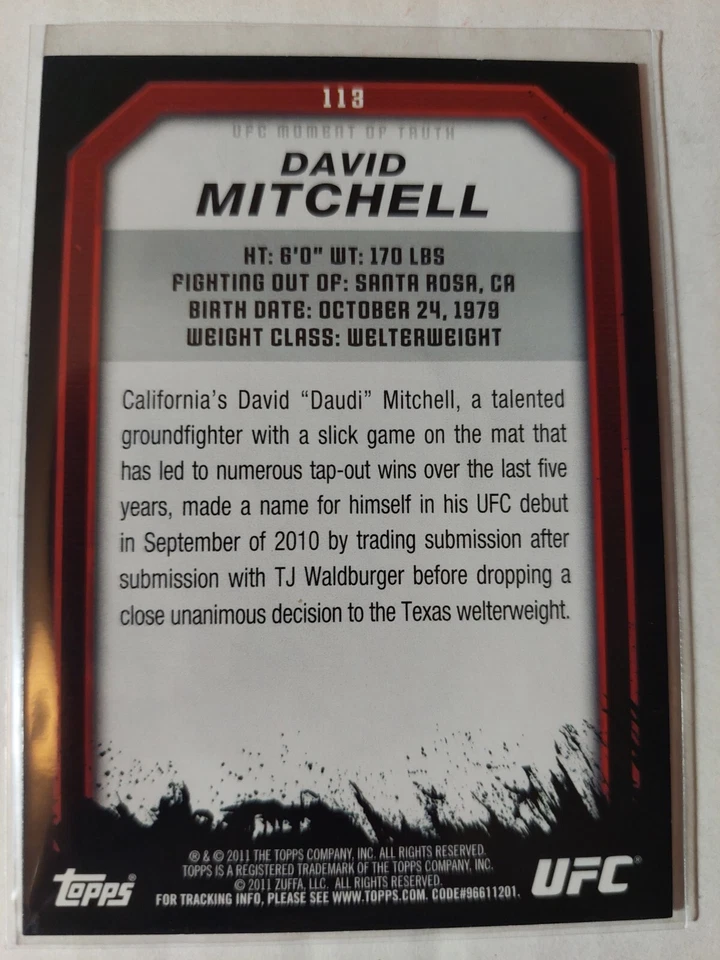 113
UFC MOMENT OF TRUTH
DAVID
MITCHELL
HT: 6'0" WT: 170 LBS
FIGHTING OUT OF: SANTA ROSA, CA
BIRTH DATE: OCTOBER 24, 1979
WEIGHT CLASS: WELTERWEIGHT
California's David “Daudi” Mitchell, a talented
groundfighter with a slick game on the mat that
has led to numerous tap-out wins over the last five
years, made a name for himself in his UFC debut
in September of 2010 by trading submission after
submission with TJ Waldburger before dropping a
close unanimous decision to the Texas welterweight.
® & © 2011 THE TOPPS COMPANY, INC. ALL RIGHTS RESERVED.
TOPPS IS A REGISTERED TRADEMARK OF THE TOPPS COMPANY, INC.
© 2011 ZUFFA, LLC. ALL RIGHTS RESERVED.
FOR TRACKING INFO, PLEASE SEE WWW.TOPPS.COM. CODE#96611201.
Topps®
UFC®